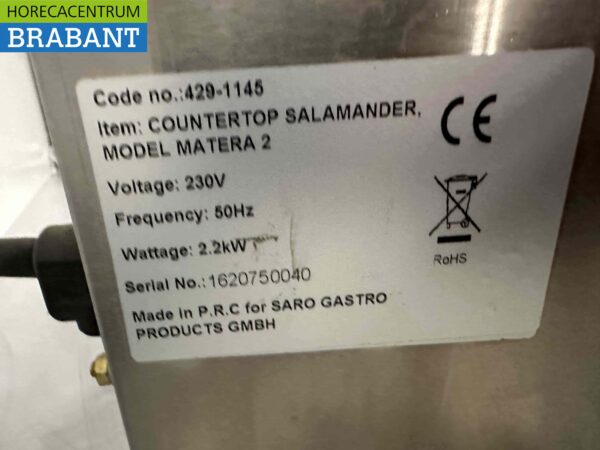 HORECACENTRUM
BRABANT
Code no.:429-1145
Item: COUNTERTOP SALAMANDER,
MODEL MATERA 2
Voltage: 230V
Frequency: 50Hz
Wattage: 2.2kW
Serial No.:1620750040
Made in P.R.C for SARO GASTRO
PRODUCTS GMBH
CE
RoHS